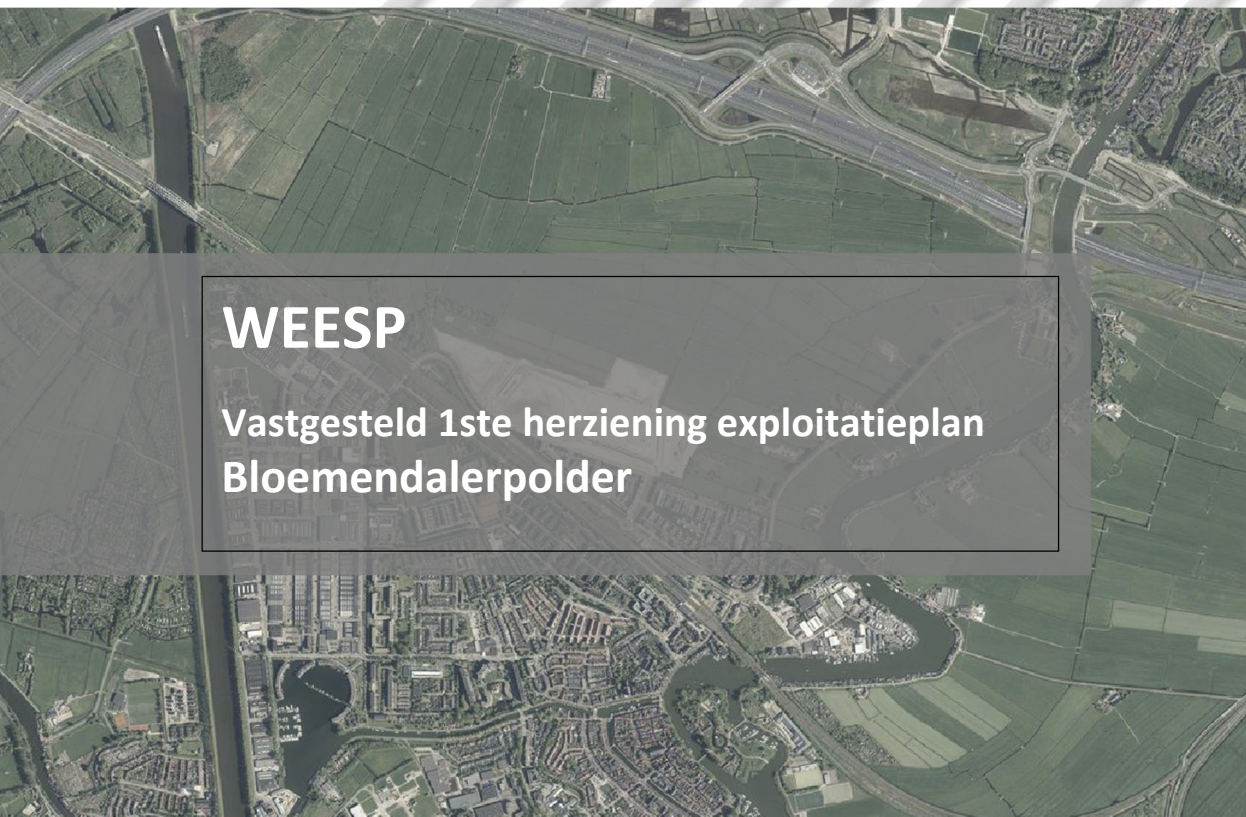 WEESP
Vastgesteld 1ste herziening exploitatieplan
Bloemendalerpolder